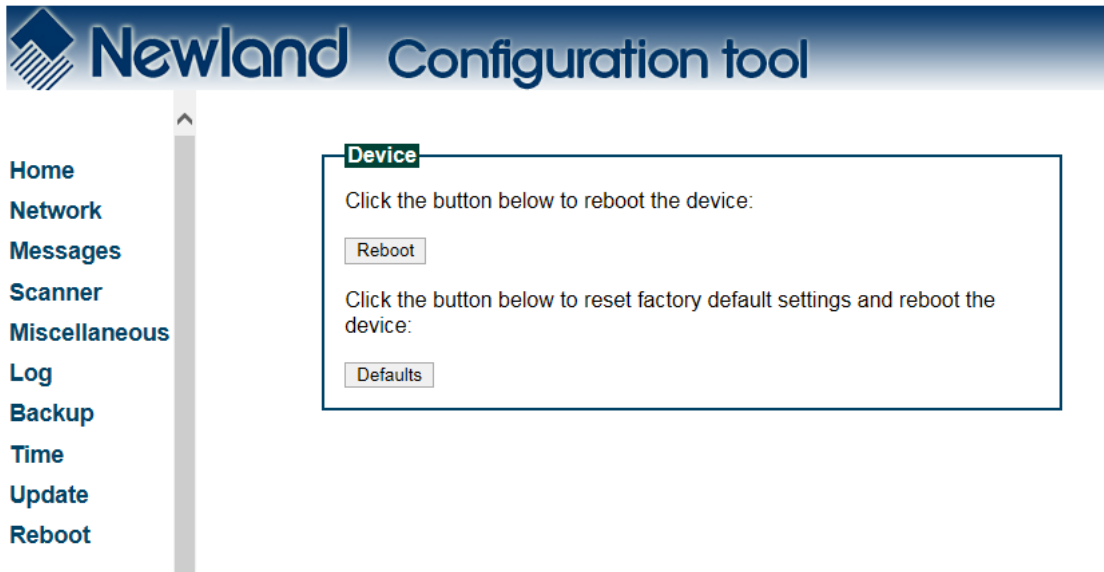 Newland Configuration tool
Home
Network
Messages
Scanner
Miscellaneous
Log
Backup
Time
Update
Reboot
Device
Click the button below to reboot the device:
Reboot
Click the button below to reset factory default settings and reboot the
device:
Defaults